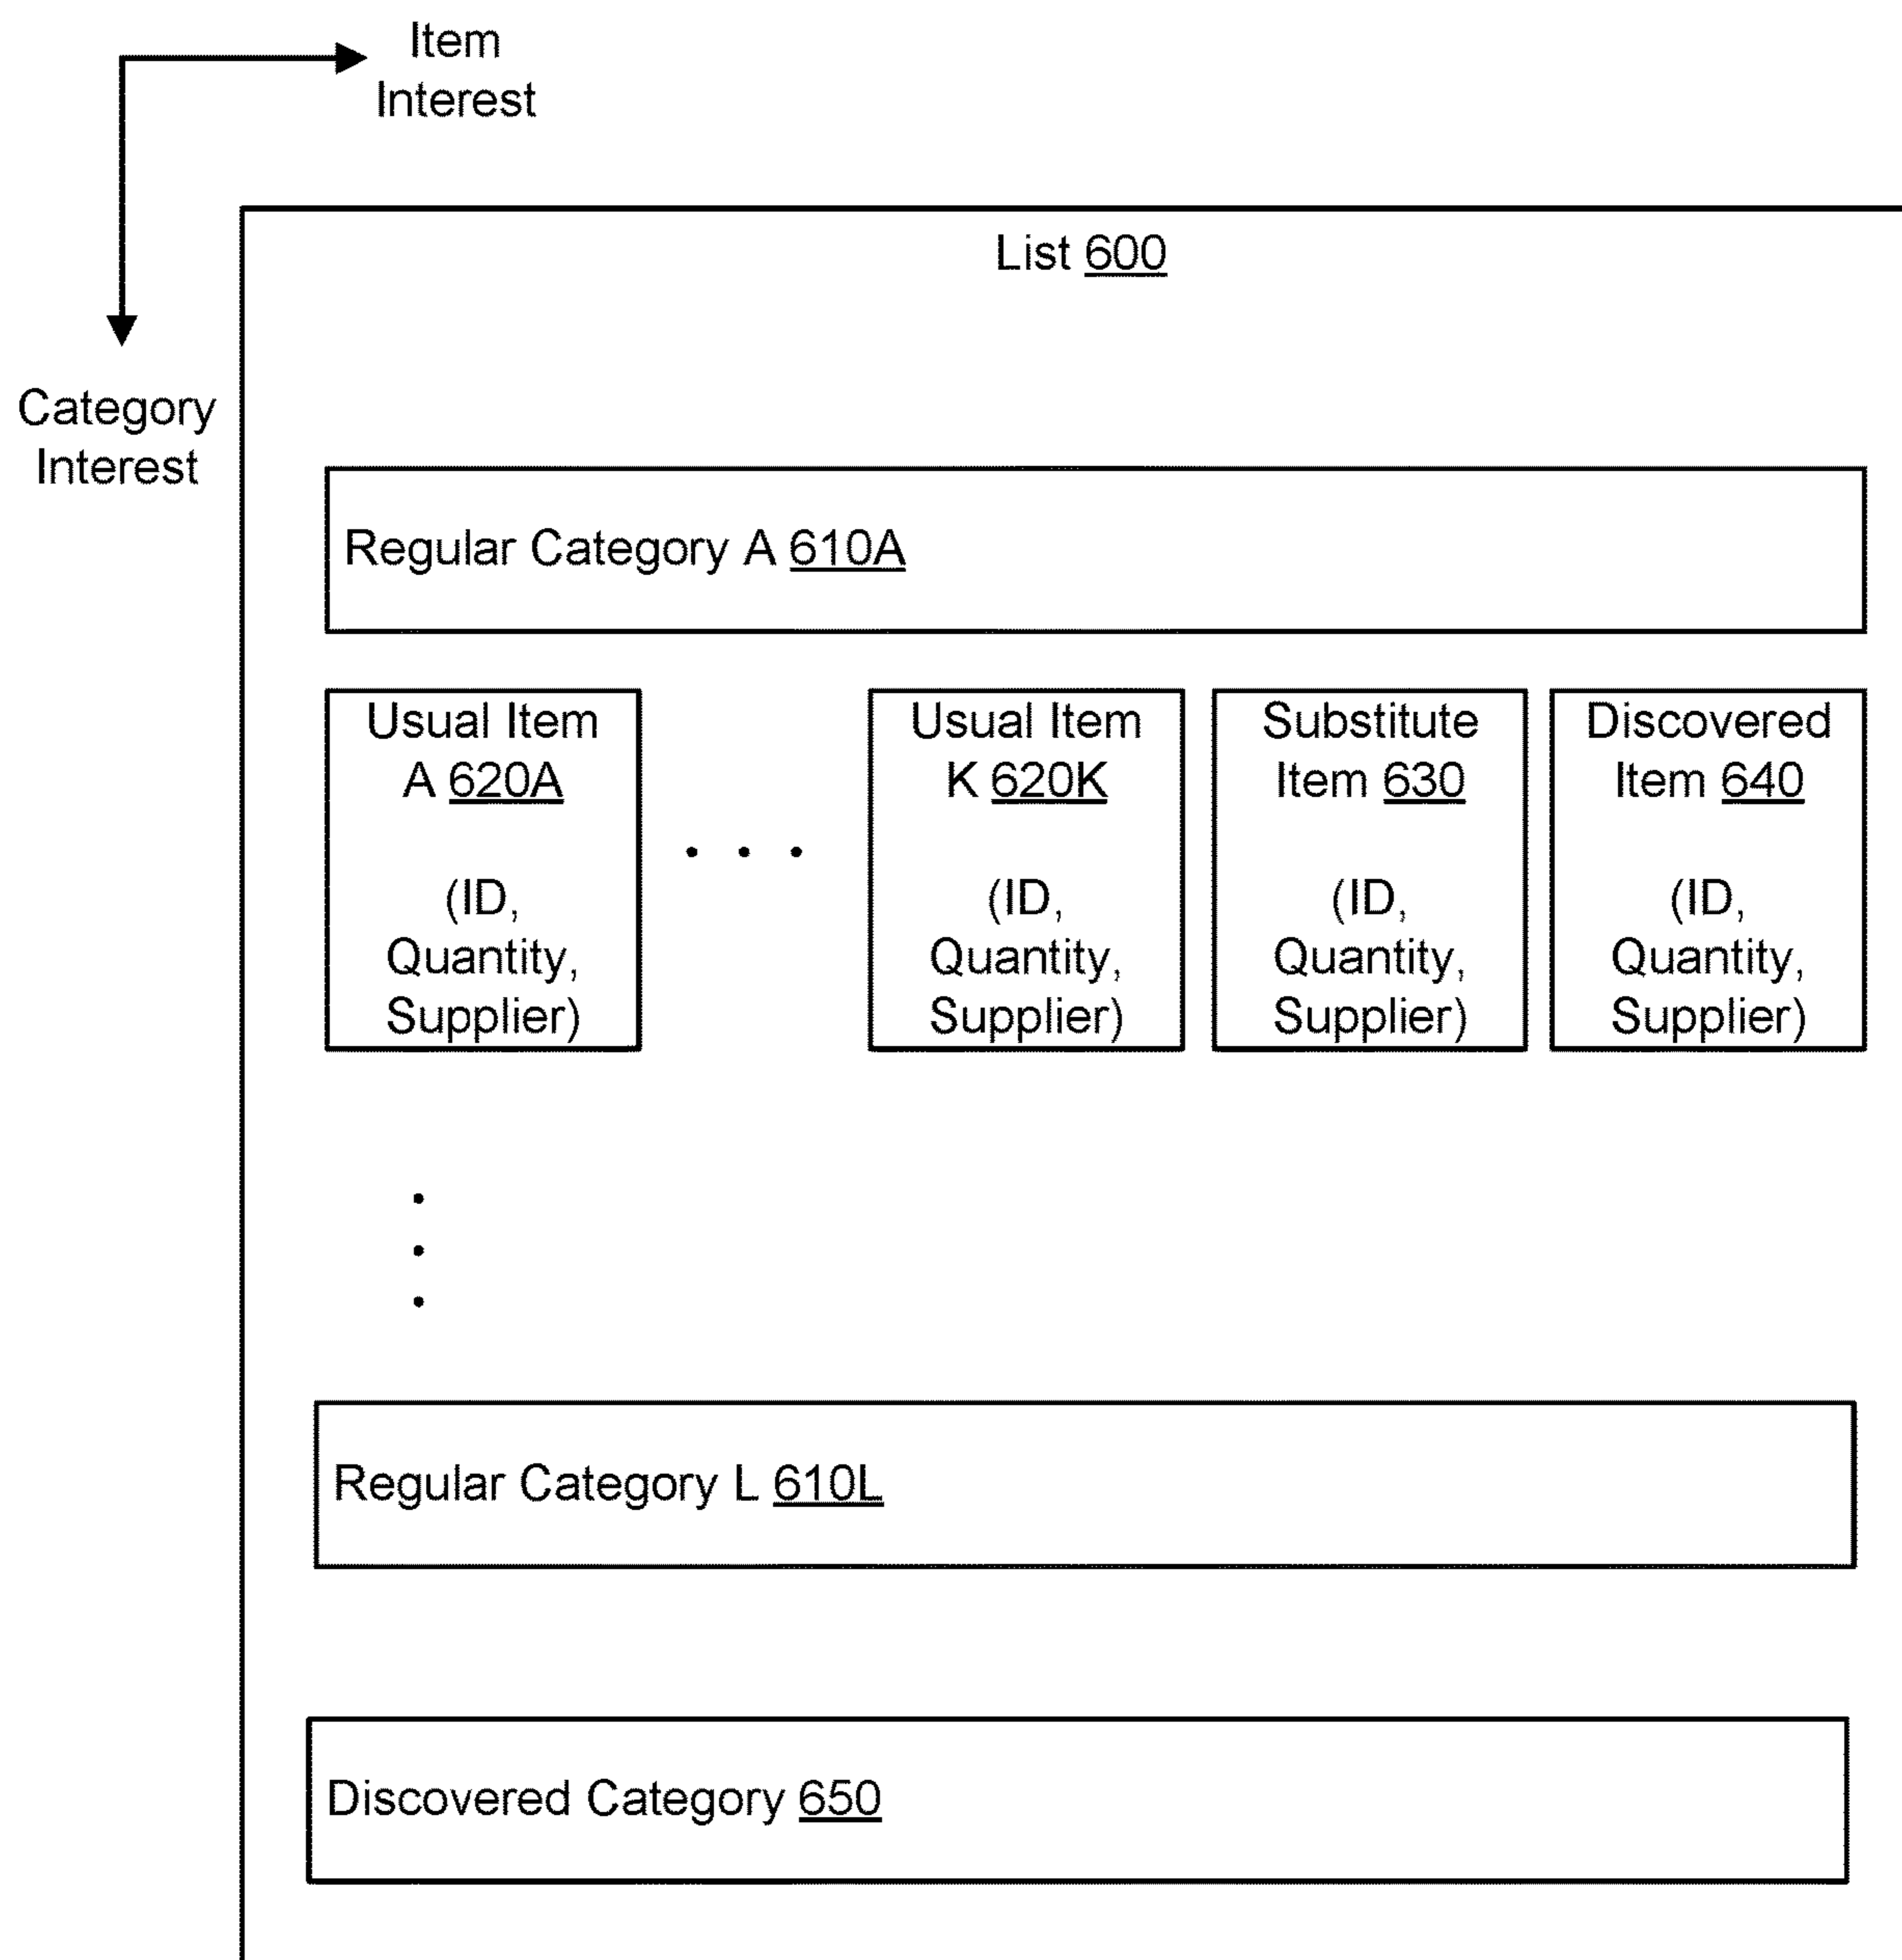 Item
Interest
Category
Interest
List 600
Regular Category A 610A
Usual Item
A 620A
(ID,
Quantity,
Supplier)
. . .
Usual Item
K 620K
(ID,
Quantity,
Supplier)
Substitute
Item 630
(ID,
Quantity,
Supplier)
Discovered
Item 640
(ID,
Quantity,
Supplier)
.
.
.
Regular Category L 610L
Discovered Category 650